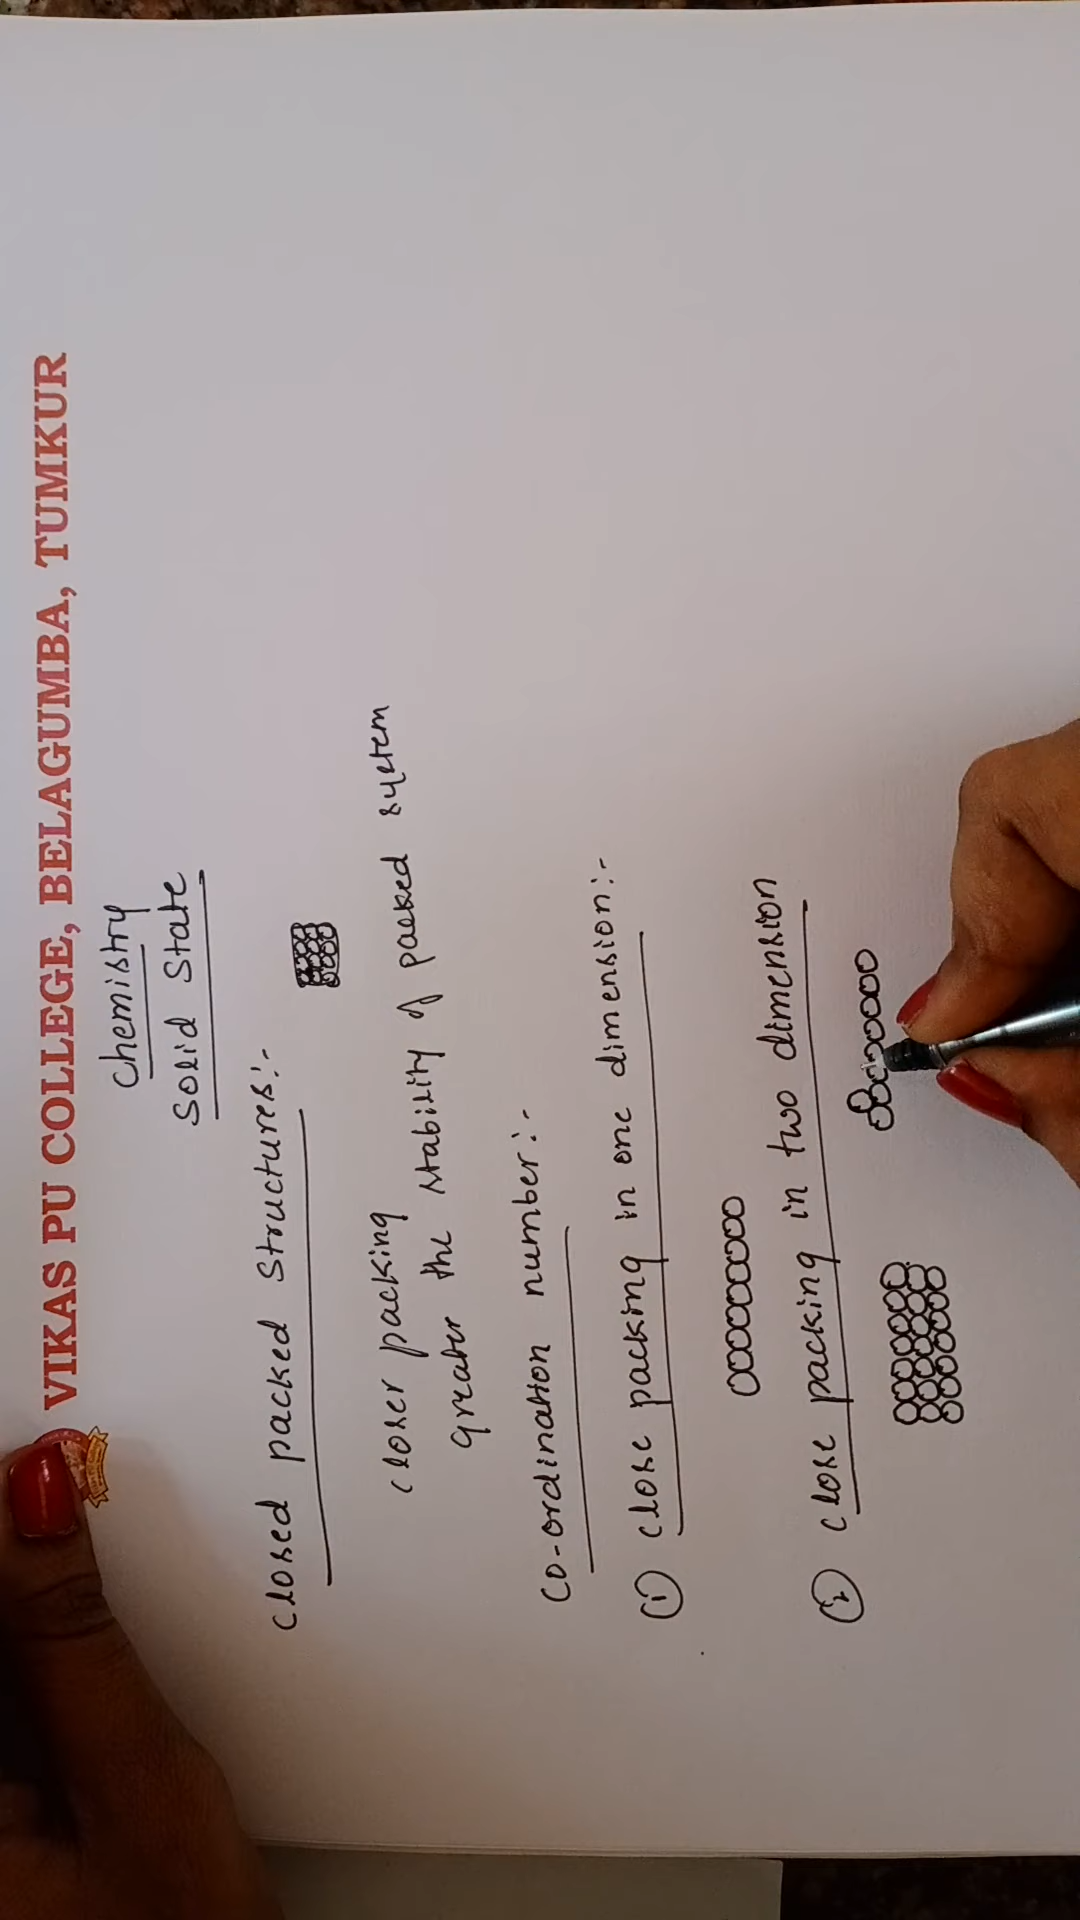 VIKAS PU COLLEGE, BELAGUMBA, TUMKUR
Chemistry
Solid State
Closed packed structures:-
Closer packing
greater the stability of packed system
Co-ordination number:-
① Close packing in one dimension:-
② Close packing in two dimension